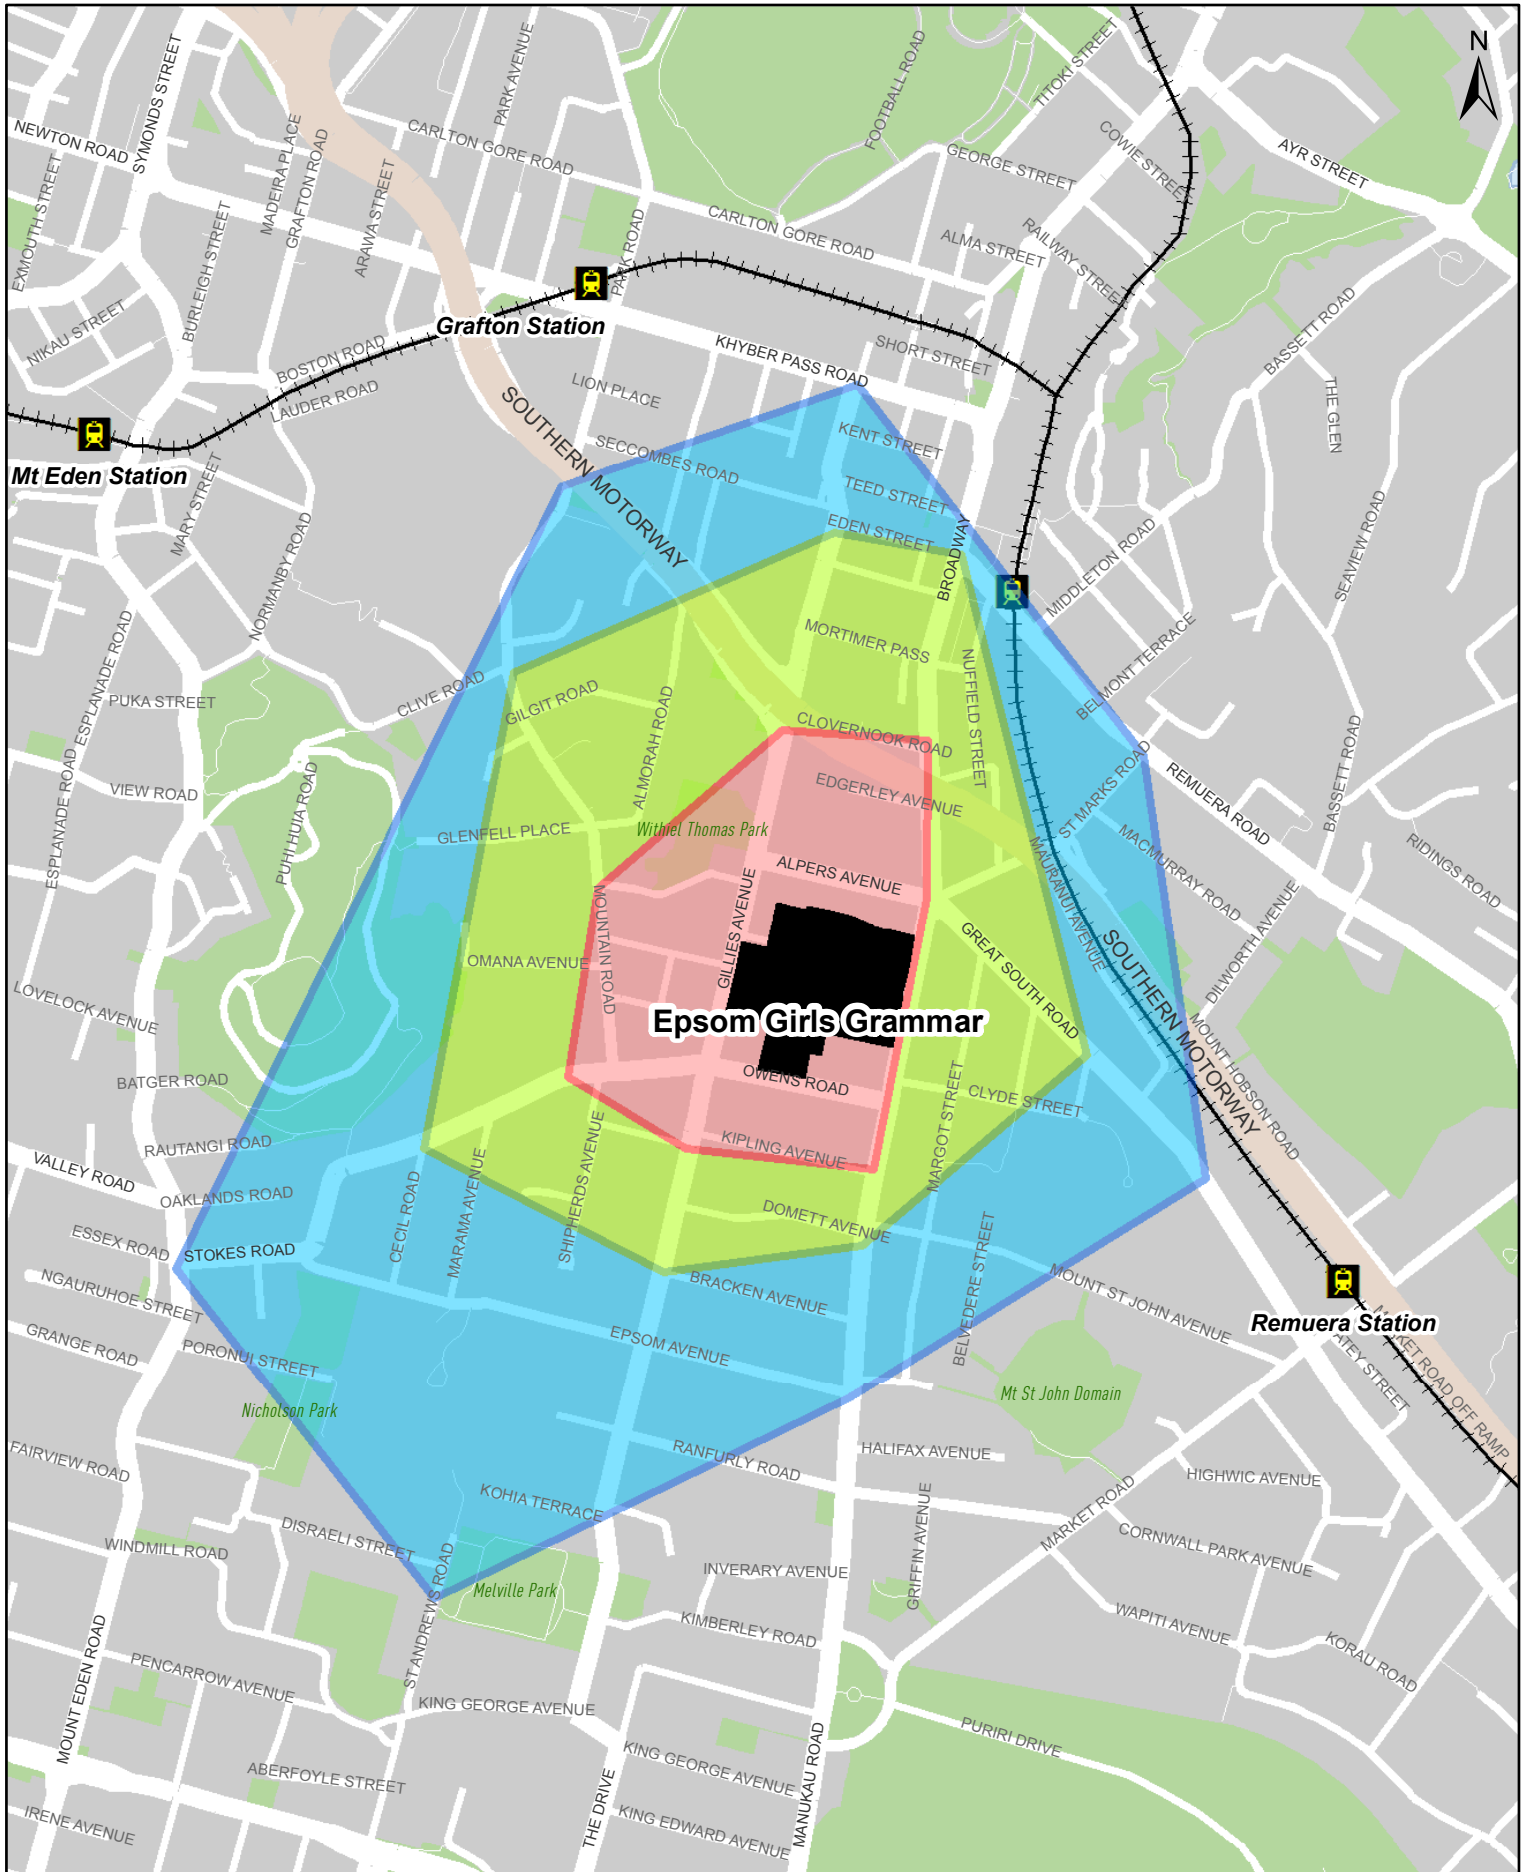 N
SYMONDS STREET
PARK AVENUE
FOOTBALL ROAD
TITOKI STREET
NEWTON ROAD
MADEIRA PLACE
GRAFTON ROAD
CARLTON GORE ROAD
COWIE STREET
AYR STREET
GEORGE STREET
EXMOUTH STREET
ARAWA STREET
BURLEIGH STREET
PARK ROAD
CARLTON GORE ROAD
ALMA STREET
RAILWAY STREET
NIKAU STREET
Grafton Station
BOSTON ROAD
KHYBER PASS ROAD
SHORT STREET
BASSETT ROAD
LAUDER ROAD
LION PLACE
THE GLEN
SOUTHERN MOTORWAY
Mt Eden Station
SECCOMBES ROAD
KENT STREET
MARY STREET
TEED STREET
EDEN STREET
NORMANBY ROAD
BROADWAY
MIDDLETON ROAD
SEAVIEW ROAD
ESPLANADE ROAD
MORTIMER PASS
BELMONT TERRACE
PUKA STREET
CLIVE ROAD
GILGIT ROAD
NUFFIELD STREET
CLOVERNOOK ROAD
ALMORAH ROAD
EDGERLEY AVENUE
ST MARKS ROAD
REMUERA ROAD
BASSETT ROAD
VIEW ROAD
ESPLANADE ROAD
PUHI HUIA ROAD
GLENFELL PLACE
Withiel Thomas Park
MACMURRAY ROAD
RIDINGS ROAD
ALPERS AVENUE
MAURANUI AVENUE
DILWORTH AVENUE
MOUNTAIN ROAD
GILLIES AVENUE
GREAT SOUTH ROAD
SOUTHERN MOTORWAY
OMANA AVENUE
LOVELOCK AVENUE
Epsom Girls Grammar
MOUNT HOBSON ROAD
BATGER ROAD
OWENS ROAD
CLYDE STREET
MARGOT STREET
RAUTANGI ROAD
KIPLING AVENUE
VALLEY ROAD
OAKLANDS ROAD
CECIL ROAD
MARAMA AVENUE
SHIPHERDS AVENUE
DOMETT AVENUE
ESSEX ROAD
STOKES ROAD
BELVEDERE STREET
NGAURUHOE STREET
BRACKEN AVENUE
MOUNT ST JOHN AVENUE
Remuera Station
GRANGE ROAD
PORONUI STREET
EPSOM AVENUE
MARKET ROAD OFF RAMP
Nicholson Park
Mt St John Domain
FAIRVIEW ROAD
RANFURLY ROAD
HALIFAX AVENUE
HIGHWIC AVENUE
KOHIA TERRACE
MARKET ROAD
DISRAELI STREET
GRIFFIN AVENUE
CORNWALL PARK AVENUE
WINDMILL ROAD
INVERARY AVENUE
Melville Park
ST ANDREWS ROAD
KIMBERLEY ROAD
WAPITI AVENUE
KORAU ROAD
MOUNT EDEN ROAD
PENCARROW AVENUE
KING GEORGE AVENUE
PURIRI DRIVE
KING GEORGE AVENUE
MANUKAU ROAD
ABERFOYLE STREET
THE DRIVE
IRENE AVENUE
KING EDWARD AVENUE